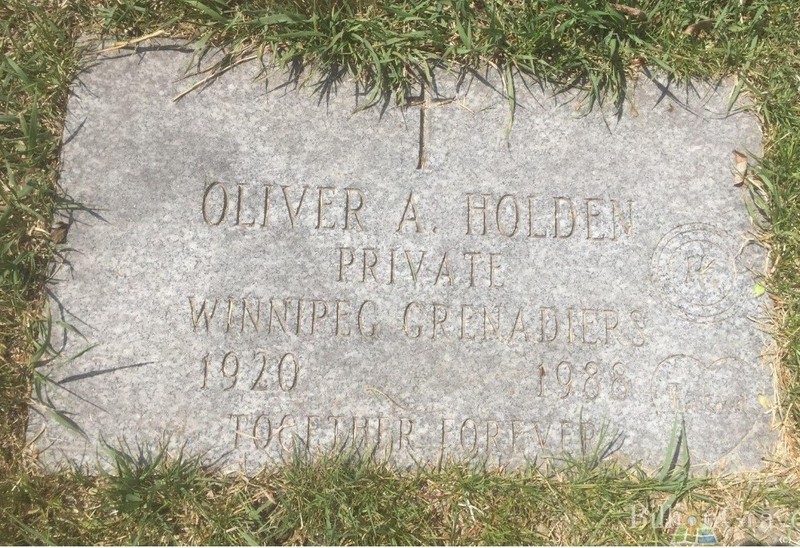 OLIVER A. HOLDEN
PRIVATE
WINNIPEG GRENADIERS
1920 1988
TOGETHER FOREVER